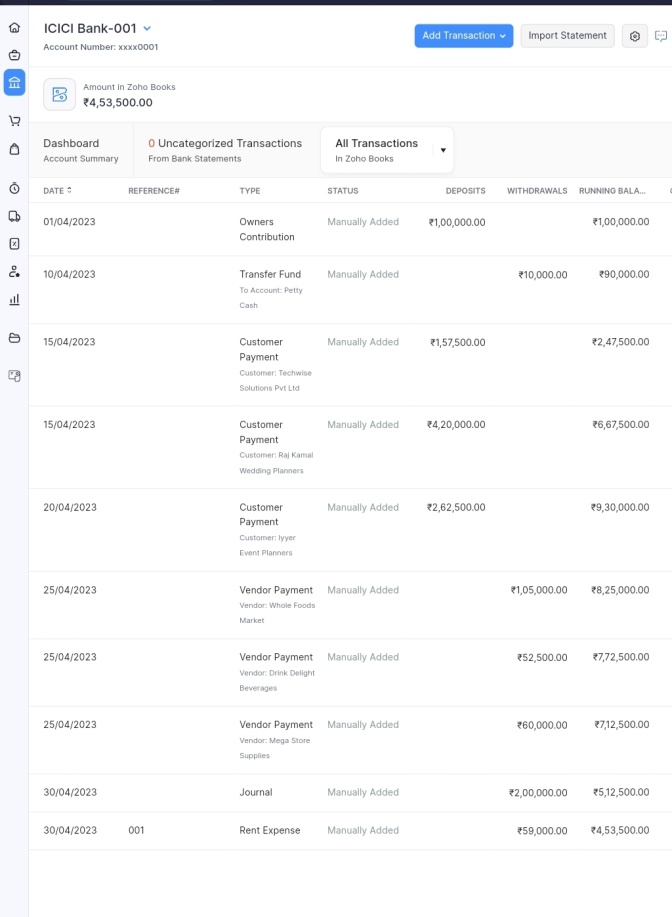 ICICI Bank-001
Account Number: xxxx0001
Add Transaction
Import Statement
Amount in Zoho Books
₹4,53,500.00
Dashboard
Account Summary
0 Uncategorized Transactions
From Bank Statements
All Transactions
In Zoho Books
DATE REFERENCE# TYPE STATUS DEPOSITS WITHDRAWALS RUNNING BALA...
01/04/2023 Owners Manually Added ₹1,00,000.00 ₹1,00,000.00
Contribution
10/04/2023 Transfer Fund Manually Added ₹10,000.00 ₹90,000.00
To Account: Petty
Cash
15/04/2023 Customer Manually Added ₹1,57,500.00 ₹2,47,500.00
Payment
Customer: Techwise
Solutions Pvt Ltd
15/04/2023 Customer Manually Added ₹4,20,000.00 ₹6,67,500.00
Payment
Customer: Raj Kamal
Wedding Planners
20/04/2023 Customer Manually Added ₹2,62,500.00 ₹9,30,000.00
Payment
Customer: Iyyer
Event Planners
25/04/2023 Vendor Payment Manually Added ₹1,05,000.00 ₹8,25,000.00
Vendor: Whole Foods
Market
25/04/2023 Vendor Payment Manually Added ₹52,500.00 ₹7,72,500.00
Vendor: Drink Delight
Beverages
25/04/2023 Vendor Payment Manually Added ₹60,000.00 ₹7,12,500.00
Vendor: Mega Store
Supplies
30/04/2023 Journal Manually Added ₹2,00,000.00 ₹5,12,500.00
30/04/2023 001 Rent Expense Manually Added ₹59,000.00 ₹4,53,500.00